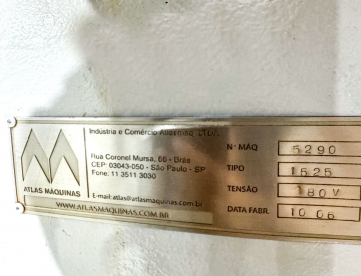 Indústria e Comércio Atlasmaq LTDA.
Rua Coronel Mursa, 66 - Brás
CEP: 03043-050 - São Paulo - SP
Fone: 11 3511 3030
E-mail: atlas@atlasmaquinas.com.br
ATLAS MÁQUINAS
WWW.ATLASMAQUINAS.COM.BR
Nº MÁQ 5290
TIPO 1525
TENSÃO 180V
DATA FABR. 10 06